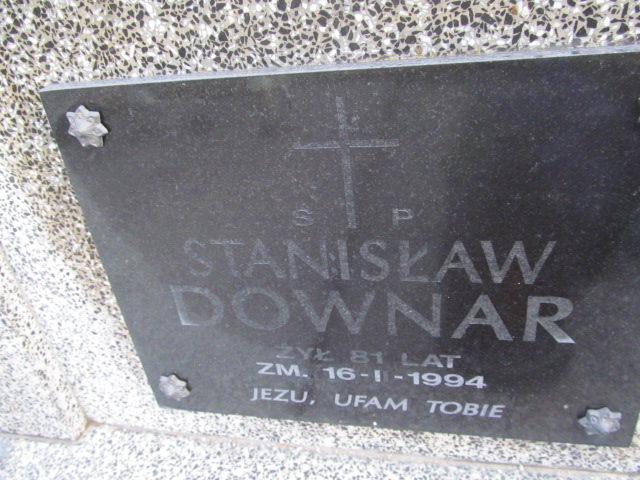 S P
STANISŁAW
DOWNAR
ŻYŁ 81 LAT
ZM. 16-I-1994
JEZU, UFAM TOBIE